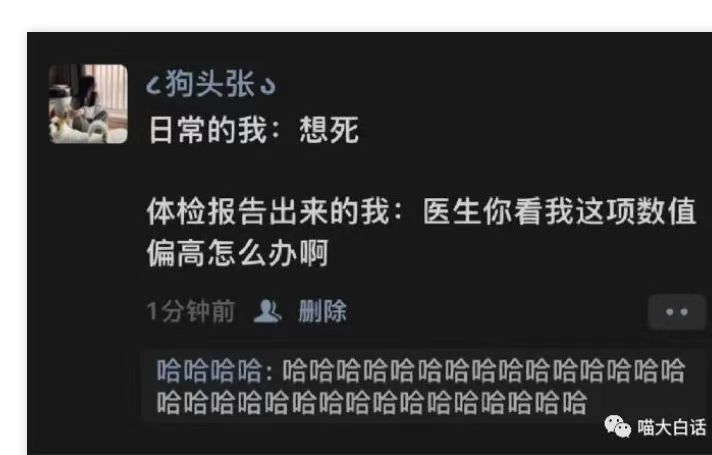 ૮狗头张ა
日常的我：想死
体检报告出来的我：医生你看我这项数值
偏高怎么办啊
1分钟前 删除
哈哈哈哈：哈哈哈哈哈哈哈哈哈哈哈哈哈哈哈
哈哈哈哈哈哈哈哈哈哈哈哈哈哈哈哈
喵大白话